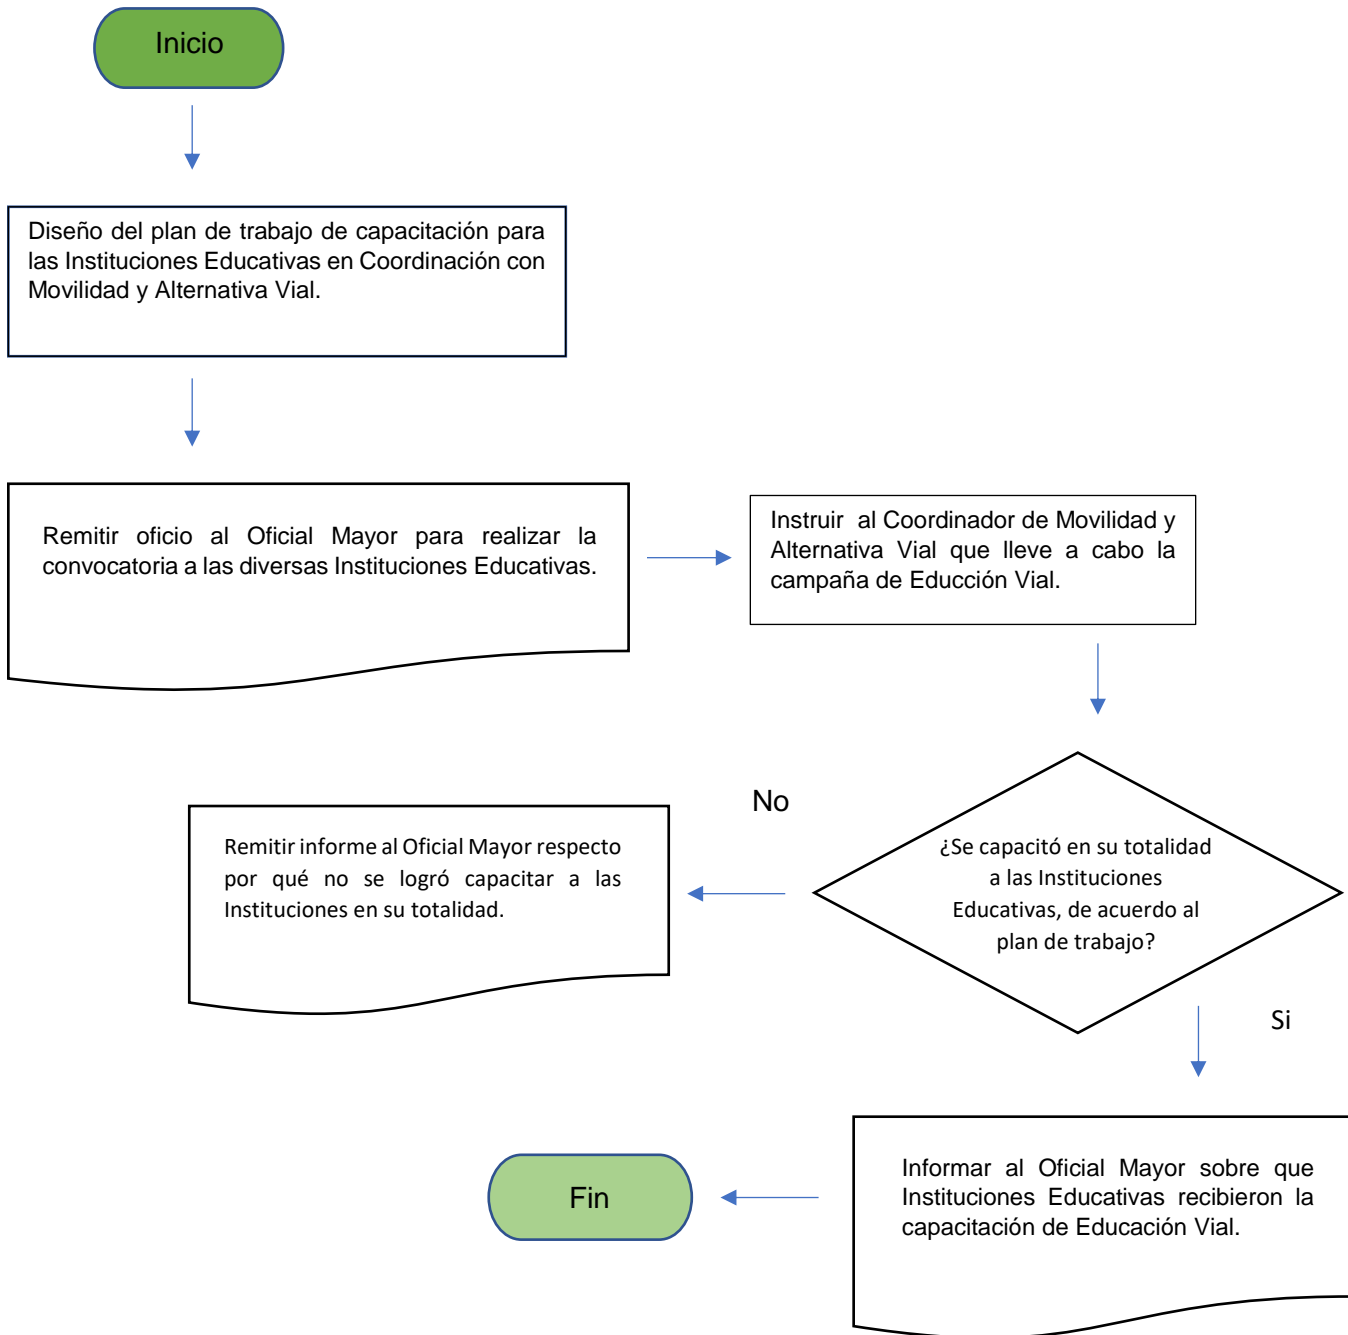 Inicio
Diseño del plan de trabajo de capacitación para
las Instituciones Educativas en Coordinación con
Movilidad y Alternativa Vial.
Remitir oficio al Oficial Mayor para realizar la
convocatoria a las diversas Instituciones Educativas.
Instruir al Coordinador de Movilidad y
Alternativa Vial que lleve a cabo la
campaña de Educción Vial.
¿Se capacitó en su totalidad
a las Instituciones
Educativas, de acuerdo al
plan de trabajo?
No
Remitir informe al Oficial Mayor respecto
por qué no se logró capacitar a las
Instituciones en su totalidad.
Si
Informar al Oficial Mayor sobre que
Instituciones Educativas recibieron la
capacitación de Educación Vial.
Fin